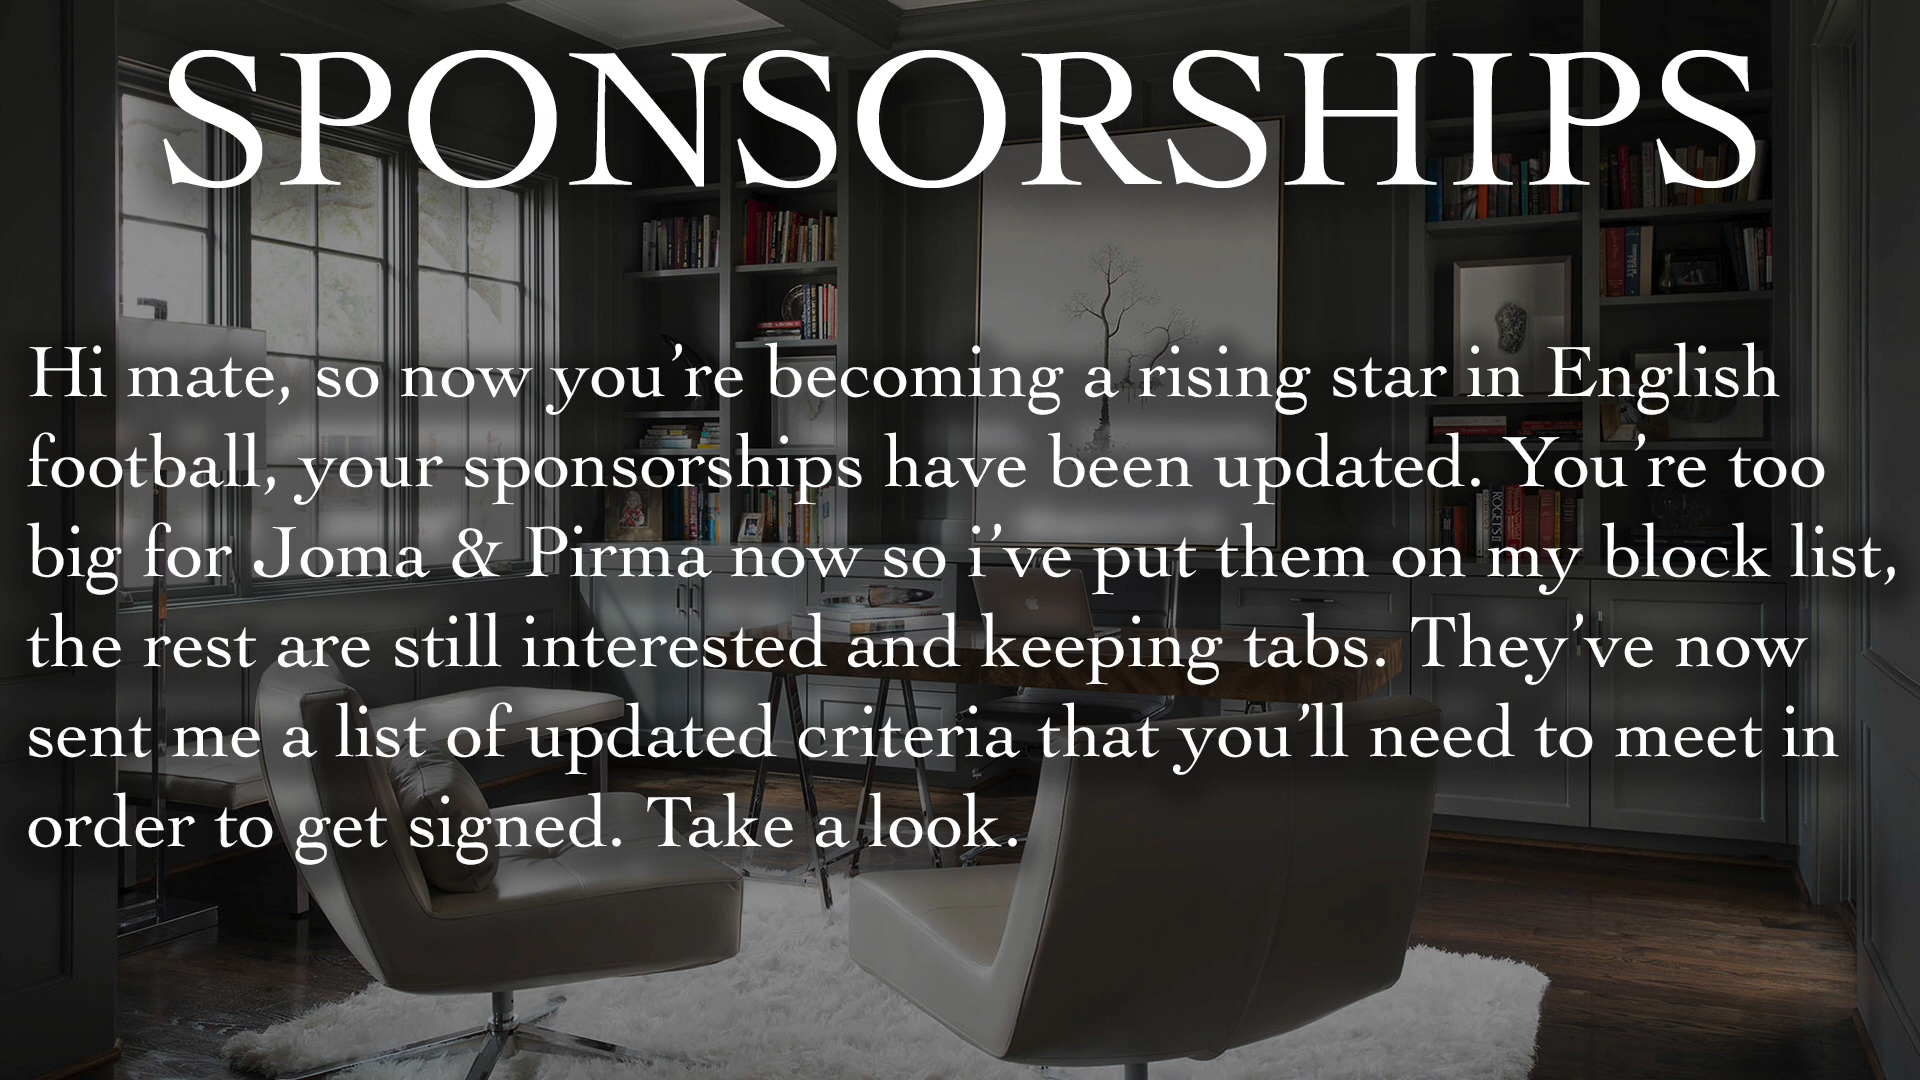 SPONSORSHIPS
Hi mate, so now you're becoming a rising star in English
football, your sponsorships have been updated. You're too
big for Joma & Pirma now so i've put them on my block list,
the rest are still interested and keeping tabs. They've now
sent me a list of updated criteria that you'll need to meet in
order to get signed. Take a look.